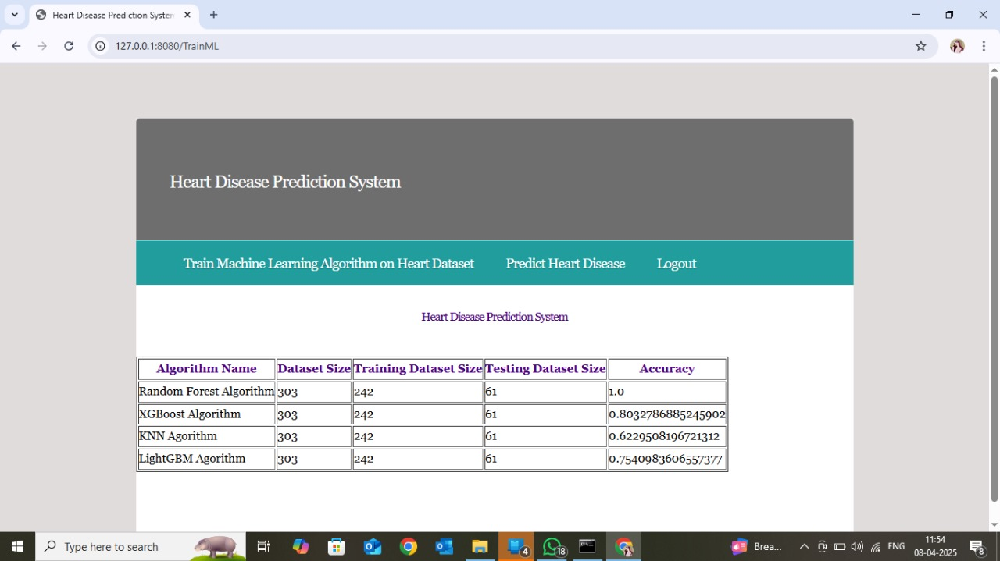 Heart Disease Prediction System
127.0.0.1:8080/TrainML
Heart Disease Prediction System
Train Machine Learning Algorithm on Heart Dataset Predict Heart Disease Logout
Heart Disease Prediction System
Algorithm Name Dataset Size Training Dataset Size Testing Dataset Size Accuracy
Random Forest Algorithm 303 242 61 1.0
XGBoost Algorithm 303 242 61 0.8032786885245902
KNN Agorithm 303 242 61 0.6229508196721312
LightGBM Agorithm 303 242 61 0.7540983606557377
Type here to search 4 18 Brea... ENG 11:54
08-04-2025 8